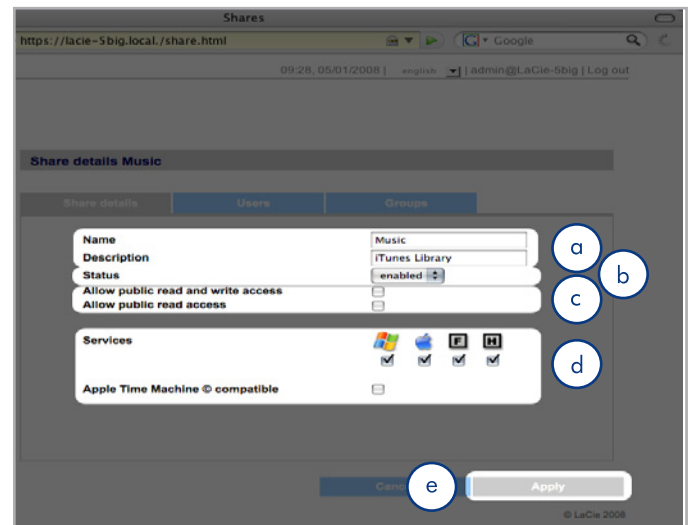 Shares
https://lacie-5big.local./share.html
G Google
09:28, 05/01/2008 | english | admin@LaCie-5big | Log out
Share details Music
Share details Users Groups
Name Music
Description iTunes Library
Status enabled
Allow public read and write access
Allow public read access
Services F H
Apple Time Machine © compatible
a
b
c
d
e
Canc Apply
© LaCie 2008